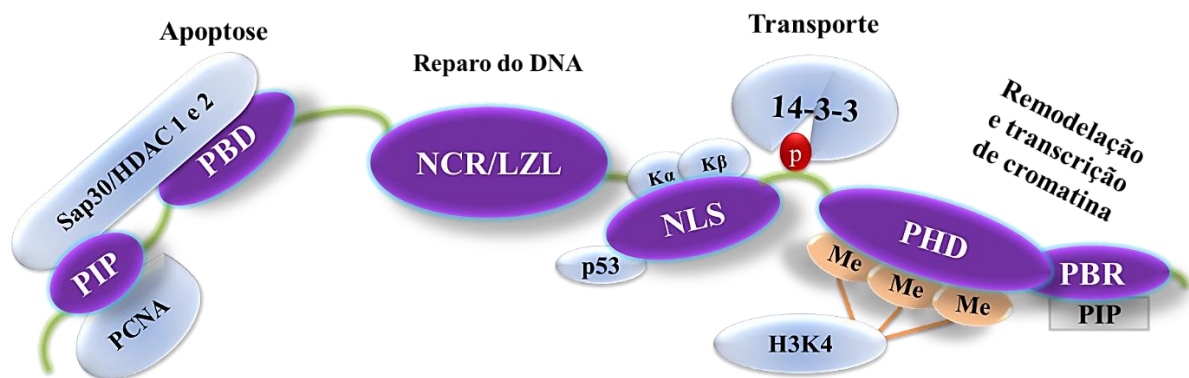 Apoptose
Reparo do DNA
Transporte
Remodelação
e transcrição
de cromatina
Sap30/HDAC 1 e 2
PBD
PIP
PCNA
NCR/LZL
Kα
Kβ
NLS
p53
14-3-3
p
PHD
Me
Me
Me
H3K4
PBR
PIP